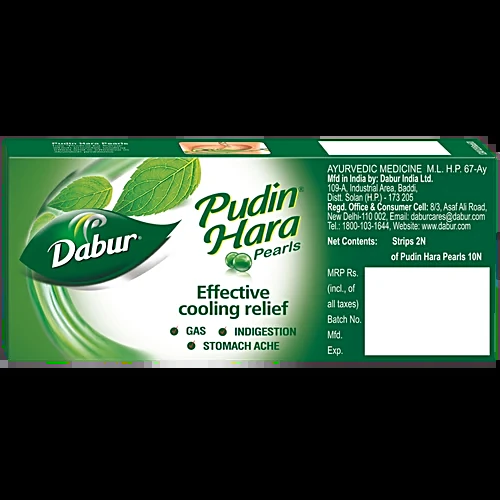 Pudin Hara Pearls
Dabur®
Pudin®
Hara
Pearls
Effective
cooling relief
GAS INDIGESTION
STOMACH ACHE
AYURVEDIC MEDICINE M.L. H.P. 67-Ay
Mfd in India by: Dabur India Ltd.
109-A, Industrial Area, Baddi,
Distt. Solan (H.P.) - 173 205
Regd. Office & Consumer Cell: 8/3, Asaf Ali Road,
New Delhi-110 002, Email: daburcares@dabur.com
Tel.: 1800-103-1644, Website: www.dabur.com
Net Contents: Strips 2N
of Pudin Hara Pearls 10N
MRP Rs.
(incl., of
all taxes)
Batch No.
Mfd.
Exp.